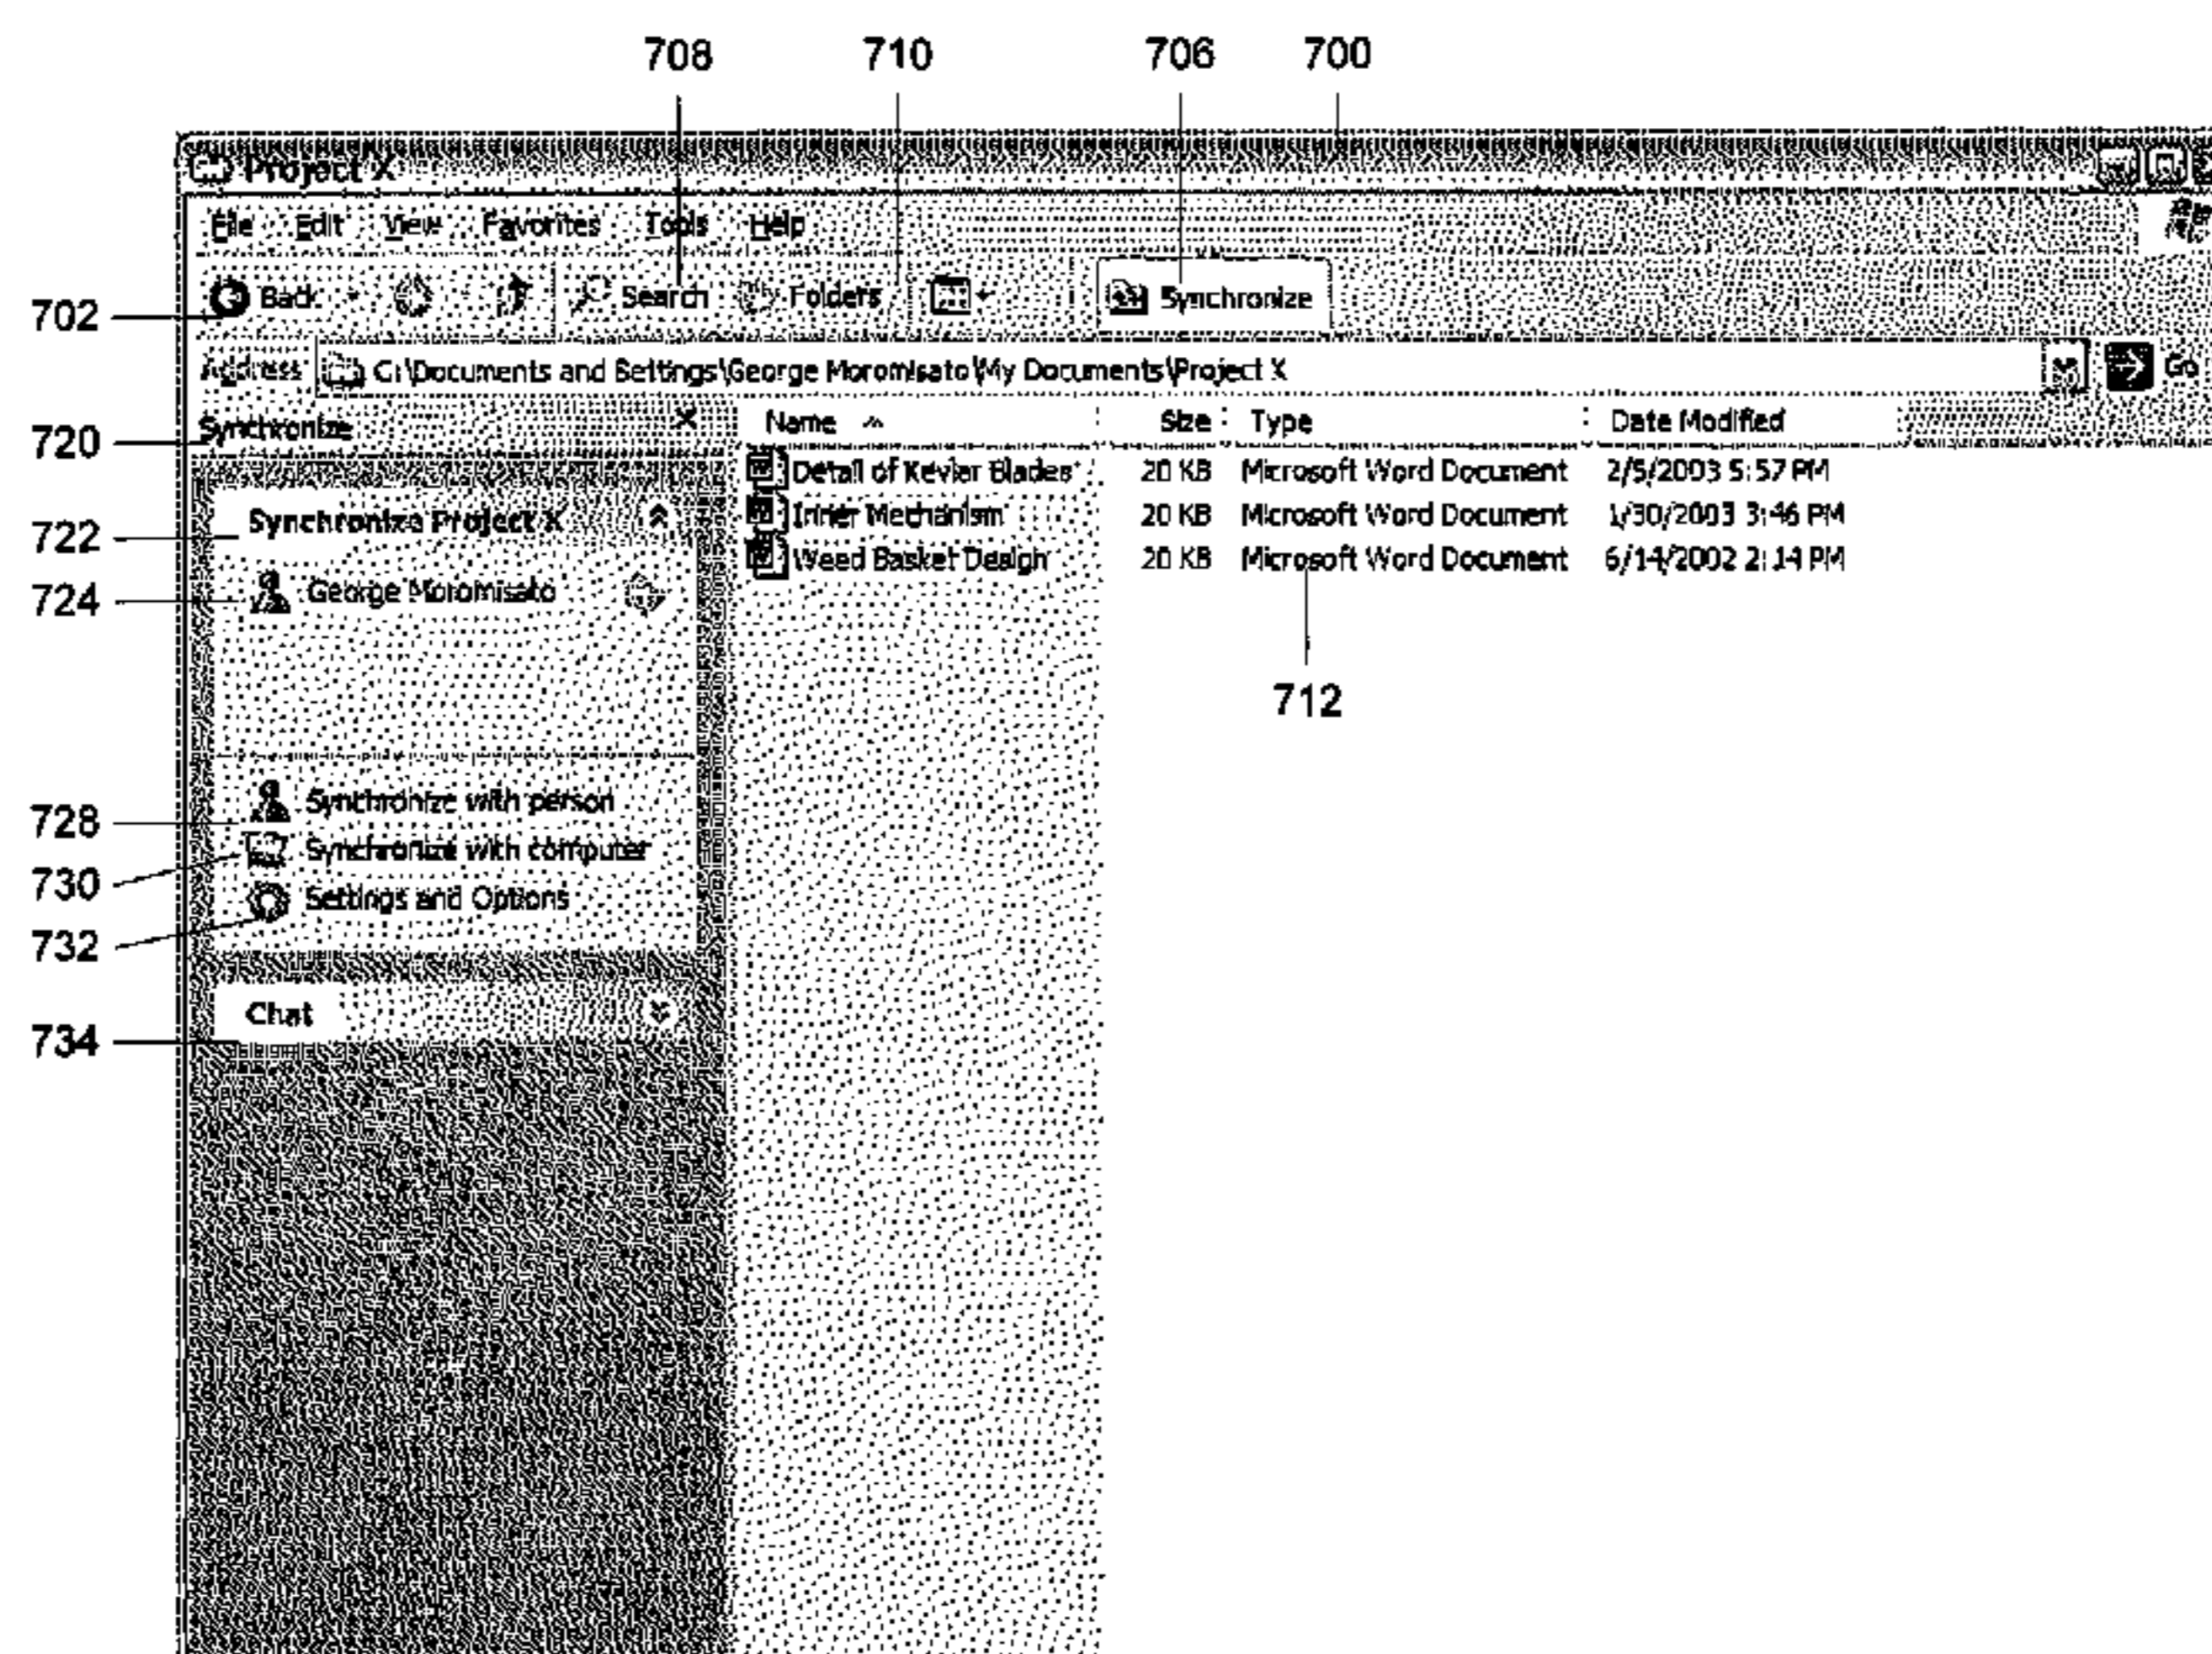 708 710 706 700
Project X
File Edit View Favorites Tools Help
702 Back Search Folders Synchronize
Address C:\Documents and Settings\George Moromisato\My Documents\Project X Go
720 Synchronize Name Size Type Date Modified
Detail of Kevlar Blades 20 KB Microsoft Word Document 2/5/2003 5:57 PM
722 Synchronize Project X Inner Mechanism 20 KB Microsoft Word Document 1/30/2003 3:46 PM
Weed Basket Design 20 KB Microsoft Word Document 6/14/2002 2:14 PM
724 George Moromisato
712
728 Synchronize with person
730 Synchronize with computer
732 Settings and Options
Chat
734